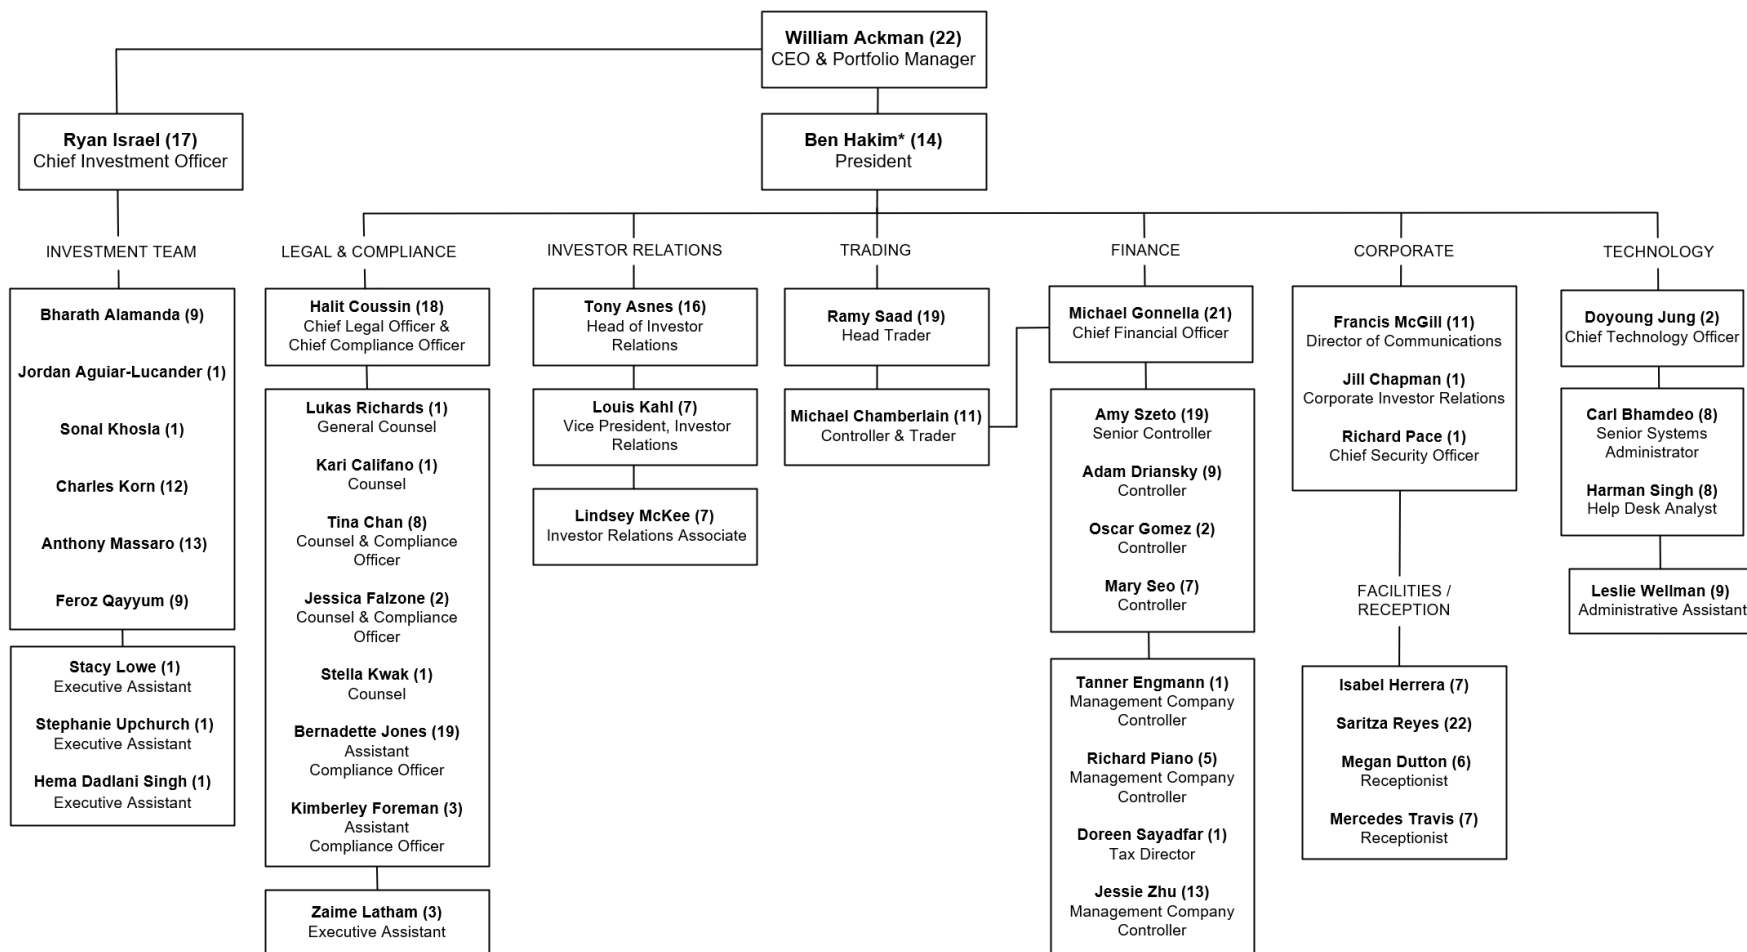 William Ackman (22)
CEO & Portfolio Manager
Ryan Israel (17)
Chief Investment Officer
Ben Hakim* (14)
President
INVESTMENT TEAM
Bharath Alamanda (9)
Jordan Aguiar-Lucander (1)
Sonal Khosla (1)
Charles Korn (12)
Anthony Massaro (13)
Feroz Qayyum (9)
Stacy Lowe (1)
Executive Assistant
Stephanie Upchurch (1)
Executive Assistant
Hema Dadlani Singh (1)
Executive Assistant
LEGAL & COMPLIANCE
Halit Coussin (18)
Chief Legal Officer &
Chief Compliance Officer
Lukas Richards (1)
General Counsel
Kari Califano (1)
Counsel
Tina Chan (8)
Counsel & Compliance
Officer
Jessica Falzone (2)
Counsel & Compliance
Officer
Stella Kwak (1)
Counsel
Bernadette Jones (19)
Assistant
Compliance Officer
Kimberley Foreman (3)
Assistant
Compliance Officer
Zaime Latham (3)
Executive Assistant
INVESTOR RELATIONS
Tony Asnes (16)
Head of Investor
Relations
Louis Kahl (7)
Vice President, Investor
Relations
Lindsey McKee (7)
Investor Relations Associate
TRADING
Ramy Saad (19)
Head Trader
Michael Chamberlain (11)
Controller & Trader
FINANCE
Michael Gonnella (21)
Chief Financial Officer
Amy Szeto (19)
Senior Controller
Adam Driansky (9)
Controller
Oscar Gomez (2)
Controller
Mary Seo (7)
Controller
Tanner Engmann (1)
Management Company
Controller
Richard Piano (5)
Management Company
Controller
Doreen Sayadfar (1)
Tax Director
Jessie Zhu (13)
Management Company
Controller
CORPORATE
Francis McGill (11)
Director of Communications
Jill Chapman (1)
Corporate Investor Relations
Richard Pace (1)
Chief Security Officer
FACILITIES /
RECEPTION
Isabel Herrera (7)
Saritza Reyes (22)
Megan Dutton (6)
Receptionist
Mercedes Travis (7)
Receptionist
TECHNOLOGY
Doyoung Jung (2)
Chief Technology Officer
Carl Bhamdeo (8)
Senior Systems
Administrator
Harman Singh (8)
Help Desk Analyst
Leslie Wellman (9)
Administrative Assistant